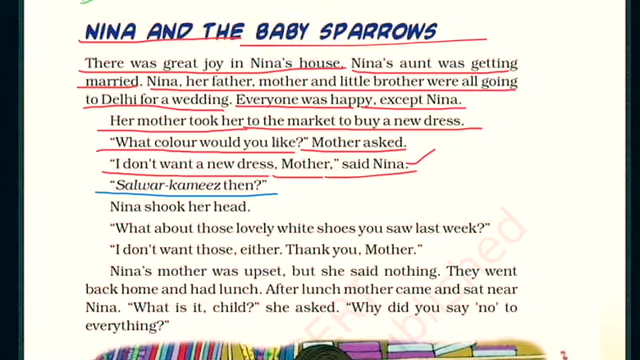 NINA AND THE BABY SPARROWS
There was great joy in Nina's house. Nina's aunt was getting
married. Nina, her father, mother and little brother were all going
to Delhi for a wedding. Everyone was happy, except Nina.
Her mother took her to the market to buy a new dress.
"What colour would you like?" Mother asked.
"I don't want a new dress, Mother," said Nina.
"Salwar-kameez then?"
Nina shook her head.
"What about those lovely white shoes you saw last week?"
"I don't want those, either. Thank you, Mother."
Nina's mother was upset, but she said nothing. They went
back home and had lunch. After lunch mother came and sat near
Nina. "What is it, child?" she asked. "Why did you say 'no' to
everything?"